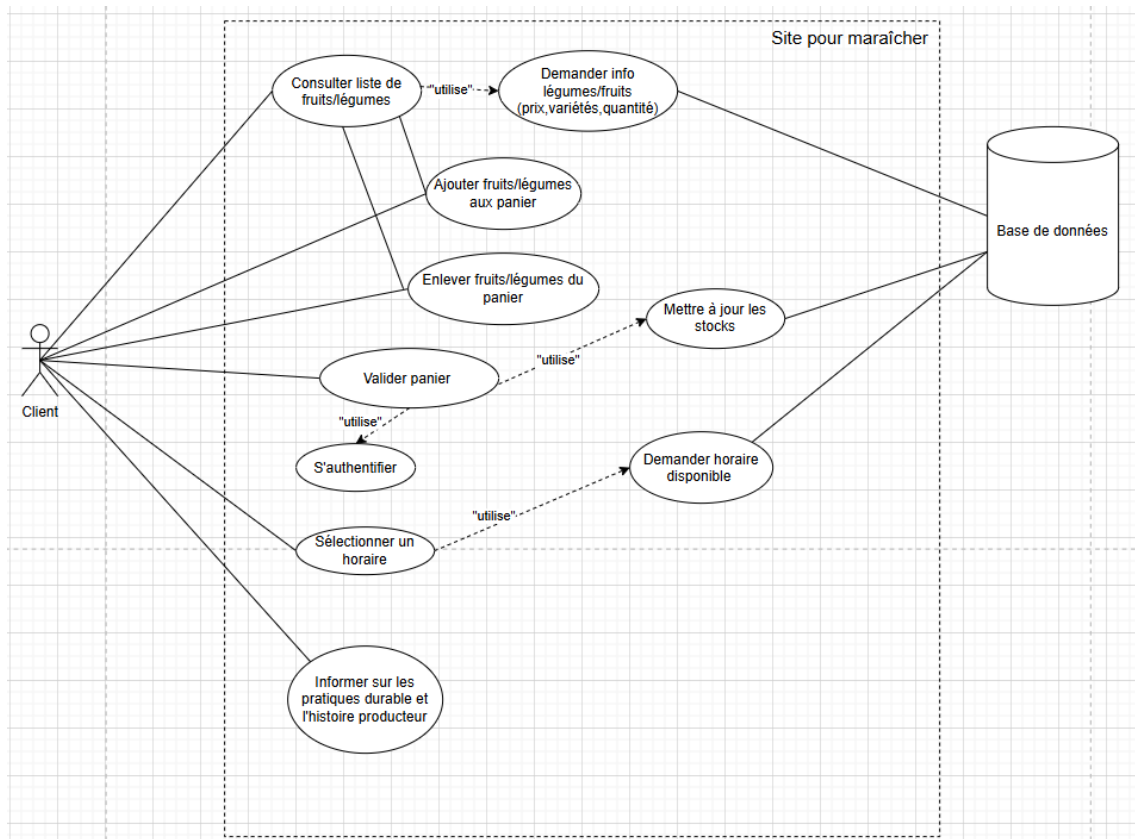 Site pour maraîcher
Consulter liste de
fruits/légumes
"utilise"
Demander info
légumes/fruits
(prix,variétés,quantité)
Ajouter fruits/légumes
aux panier
Base de données
Enlever fruits/légumes du
panier
Mettre à jour les
stocks
"utilise"
Valider panier
Client
"utilise"
S'authentifier
Demander horaire
disponible
"utilise"
Sélectionner un
horaire
Informer sur les
pratiques durable et
l'histoire producteur